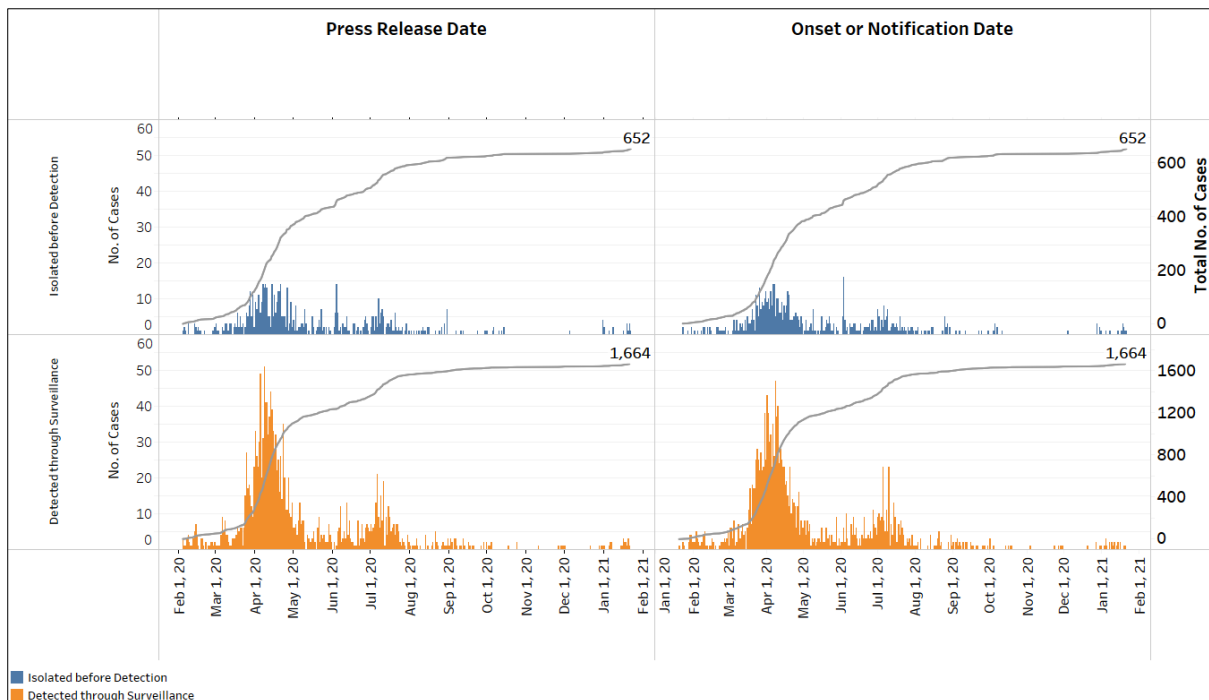 Press Release Date
Onset or Notification Date
Isolated before Detection
No. of Cases
60
50
40
30
20
10
0
652
652
600
400
200
0
Total No. of Cases
Detected through Surveillance
No. of Cases
60
50
40
30
20
10
0
1,664
1,664
1600
1200
800
400
0
Feb 1, 20
Mar 1, 20
Apr 1, 20
May 1, 20
Jun 1, 20
Jul 1, 20
Aug 1, 20
Sep 1, 20
Oct 1, 20
Nov 1, 20
Dec 1, 20
Jan 1, 21
Feb 1, 21
Jan 1, 20
Feb 1, 20
Mar 1, 20
Apr 1, 20
May 1, 20
Jun 1, 20
Jul 1, 20
Aug 1, 20
Sep 1, 20
Oct 1, 20
Nov 1, 20
Dec 1, 20
Jan 1, 21
Feb 1, 21
Isolated before Detection
Detected through Surveillance